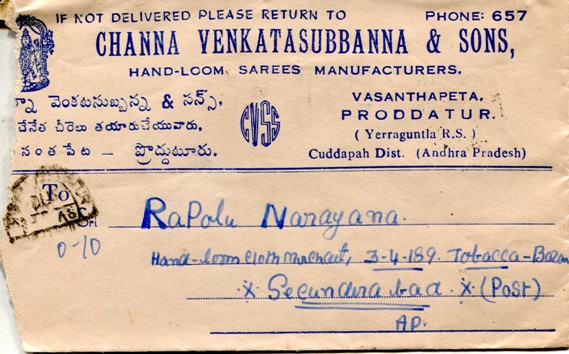 IF NOT DELIVERED PLEASE RETURN TO PHONE: 657
CHANNA VENKATASUBBANNA & SONS,
HAND-LOOM SAREES MANUFACTURERS.
న్నా వెంకటసుబ్బన్న & సన్స్,
చేనేత చీరెలు తయారుచేయువారు,
సంతపేట — ప్రొద్దుటూరు.
CVSS
VASANTHAPETA,
PRODDATUR.
(Yerraguntla R.S.)
Cuddapah Dist. (Andhra Pradesh)
To
Sri Rapolu Narayana.
0-10
Hand-loom Cloth Merchant, 3-4-189. Tobacco-Bazar
× Secunderabad × (Post)
AP.